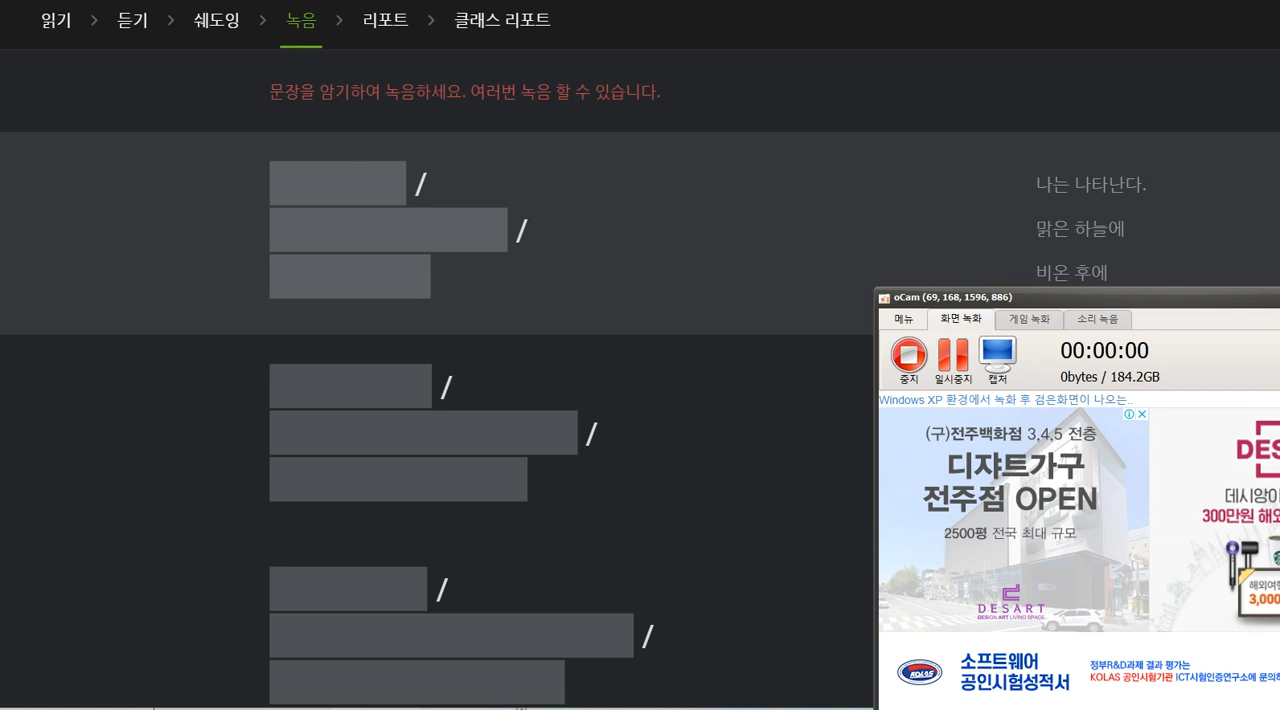 읽기 > 듣기 > 쉐도잉 > 녹음 > 리포트 > 클래스 리포트
문장을 암기하여 녹음하세요. 여러번 녹음 할 수 있습니다.
/
/
나는 나타난다.
맑은 하늘에
비온 후에
/
/
/
/
oCam (69, 168, 1596, 886)
메뉴 화면 녹화 게임 녹화 소리 녹음
중지 일시중지 캡처
00:00:00
0bytes / 184.2GB
Windows XP 환경에서 녹화 후 검은화면이 나오는..
(구)전주백화점 3,4,5 전층
디쟈트가구
전주점 OPEN
2500평 전국 최대 규모
DESART
DESIGN ART LIVING SPACE
DES
데시앙이
300만원 해외
해외여행
3,000
KOLAS
소프트웨어
공인시험성적서
정부R&D과제 결과 평가는
KOLAS 공인시험기관 ICT시험인증연구소에 문의하